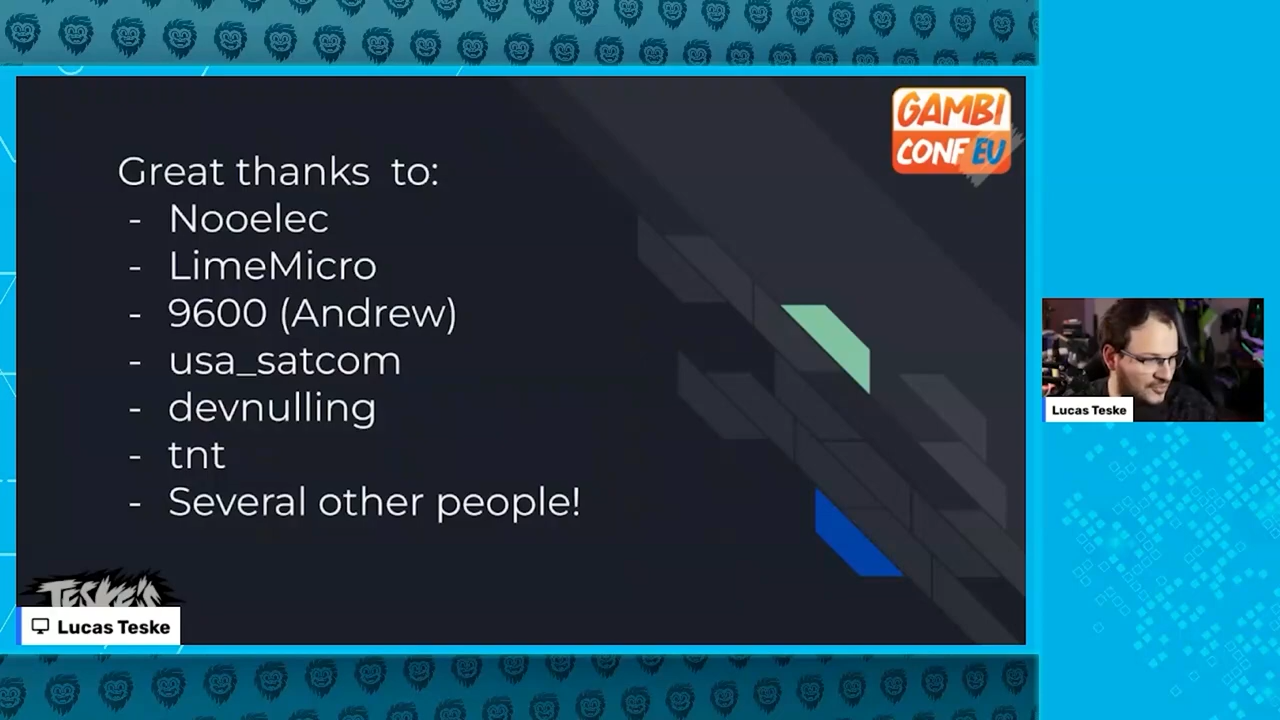 GAMBI
CONF EU
Great thanks to:
- Nooelec
- LimeMicro
- 9600 (Andrew)
- usa_satcom
- devnulling
- tnt
- Several other people!
TESKE'S
Lucas Teske
Lucas Teske